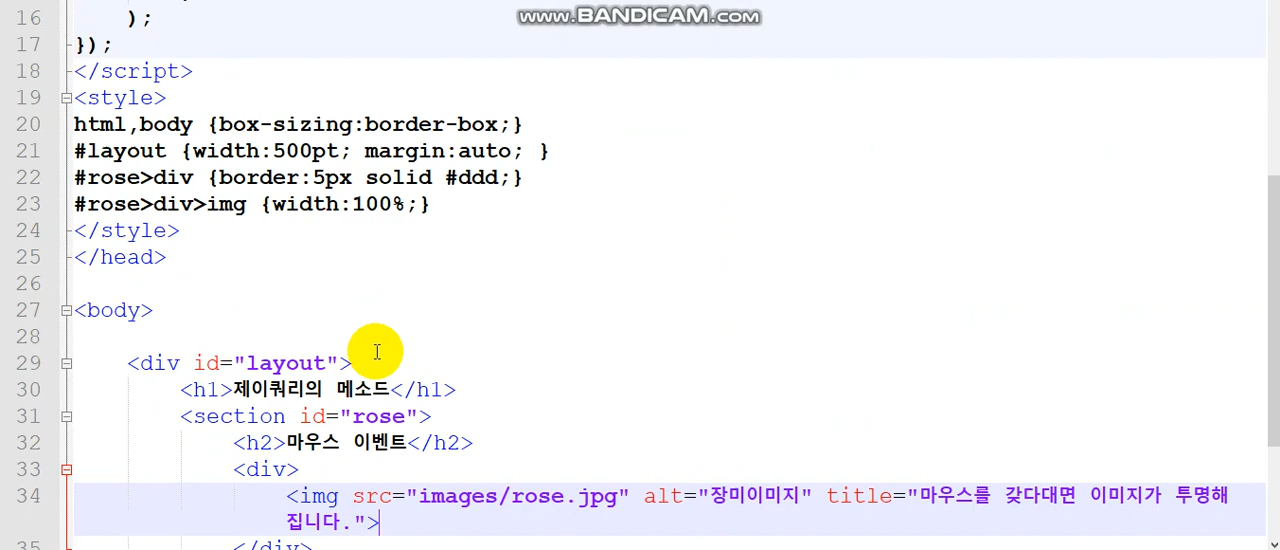 www.BANDICAM.com
16 );
17 });
18 </script>
19 <style>
20 html,body {box-sizing:border-box;}
21 #layout {width:500pt; margin:auto; }
22 #rose>div {border:5px solid #ddd;}
23 #rose>div>img {width:100%;}
24 </style>
25 </head>
26
27 <body>
28
29 <div id="layout">
30 <h1>제이쿼리의 메소드</h1>
31 <section id="rose">
32 <h2>마우스 이벤트</h2>
33 <div>
34 <img src="images/rose.jpg" alt="장미이미지" title="마우스를 갖다대면 이미지가 투명해
집니다.">
35 </div>